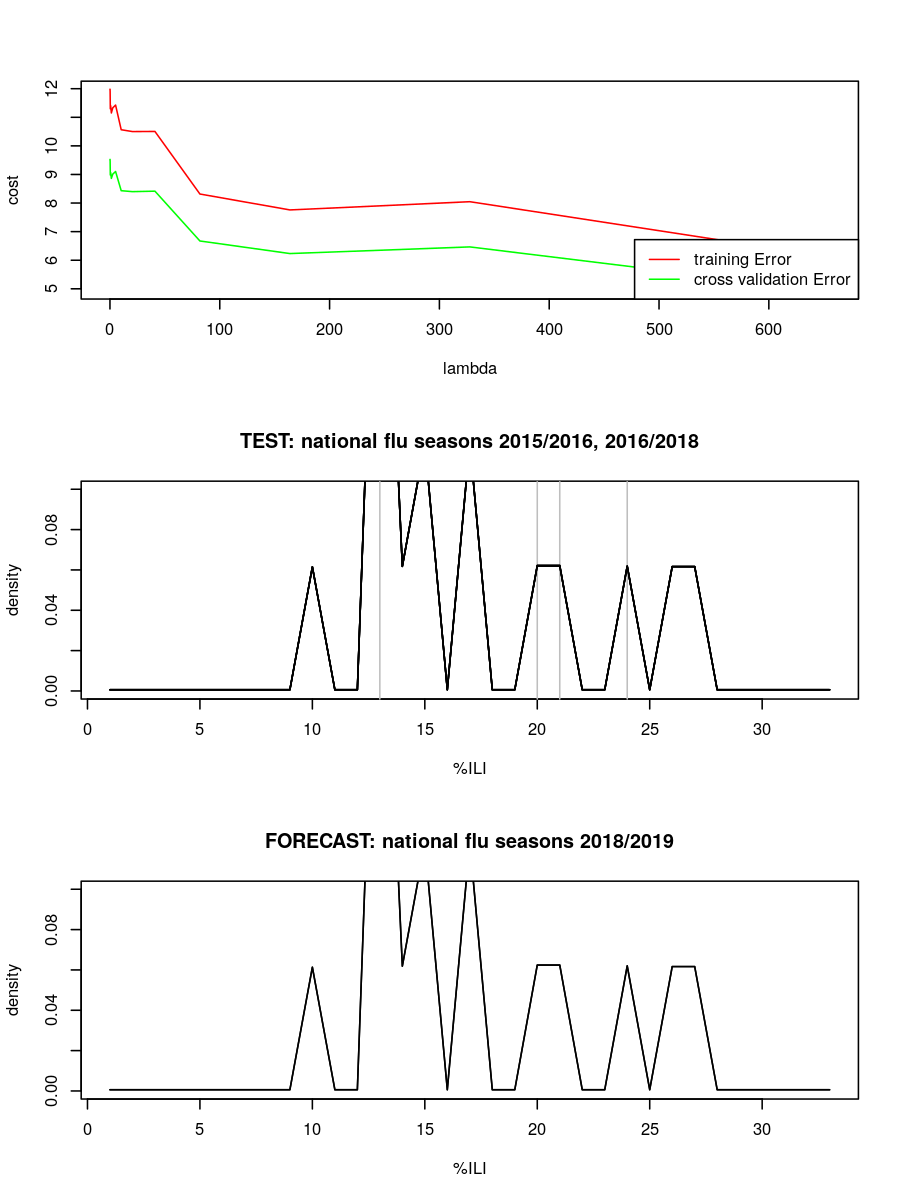 cost
12
10
9
8
7
6
5
training Error
cross validation Error
0 100 200 300 400 500 600
lambda
TEST: national flu seasons 2015/2016, 2016/2018
density
0.08
0.04
0.00
0 5 10 15 20 25 30
%ILI
FORECAST: national flu seasons 2018/2019
density
0.08
0.04
0.00
0 5 10 15 20 25 30
%ILI